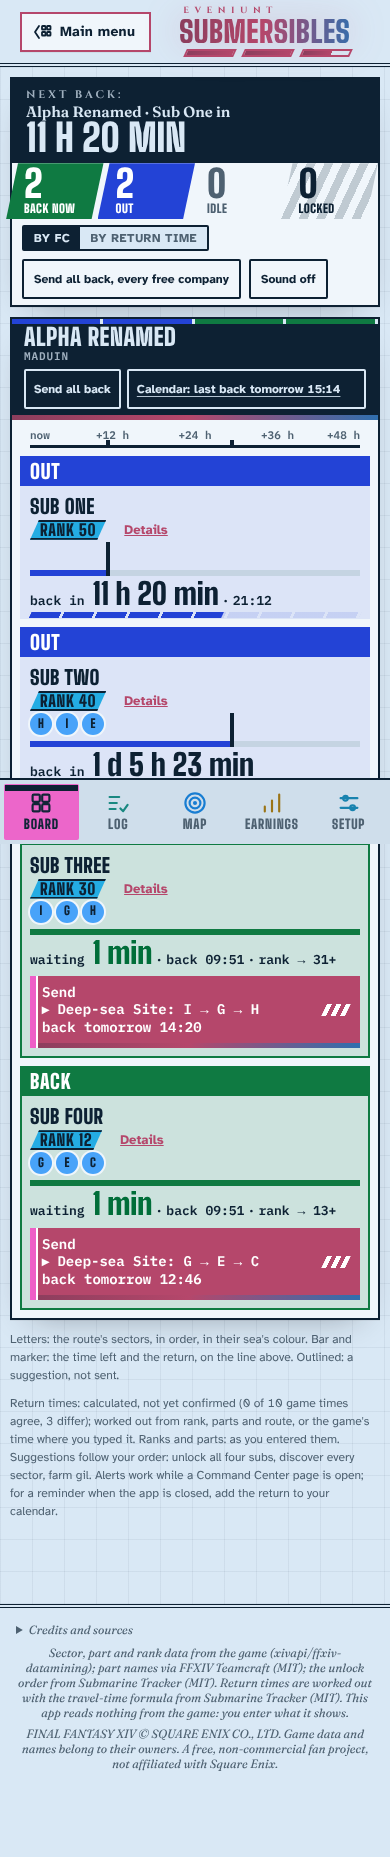 Main menu
EVENIUNT
SUBMERSIBLES
NEXT BACK:
Alpha Renamed · Sub One in
11 H 20 MIN
2 2 0 0
BACK NOW OUT IDLE LOCKED
BY FC BY RETURN TIME
Send all back, every free company Sound off
ALPHA RENAMED
MADUIN
Send all back Calendar: last back tomorrow 15:14
now +12 h +24 h +36 h +48 h
OUT
SUB ONE
RANK 50 Details
back in 11 h 20 min · 21:12
OUT
SUB TWO
RANK 40 Details
H I E
back in 1 d 5 h 23 min
BOARD LOG MAP EARNINGS SETUP
SUB THREE
RANK 30 Details
I G H
waiting 1 min · back 09:51 · rank → 31+
Send
▶ Deep-sea Site: I → G → H
back tomorrow 14:20
BACK
SUB FOUR
RANK 12 Details
G E C
waiting 1 min · back 09:51 · rank → 13+
Send
▶ Deep-sea Site: G → E → C
back tomorrow 12:46
Letters: the route's sectors, in order, in their sea's colour. Bar and
marker: the time left and the return, on the line above. Outlined: a
suggestion, not sent.
Return times: calculated, not yet confirmed (0 of 10 game times
agree, 3 differ); worked out from rank, parts and route, or the game's
time where you typed it. Ranks and parts: as you entered them.
Suggestions follow your order: unlock all four subs, discover every
sector, farm gil. Alerts work while a Command Center page is open;
for a reminder when the app is closed, add the return to your
calendar.
▶ Credits and sources
Sector, part and rank data from the game (xivapi/ffxiv-
datamining); part names via FFXIV Teamcraft (MIT); the unlock
order from Submarine Tracker (MIT). Return times are worked out
with the travel-time formula from Submarine Tracker (MIT). This
app reads nothing from the game: you enter what it shows.
FINAL FANTASY XIV © SQUARE ENIX CO., LTD. Game data and
names belong to their owners. A free, non-commercial fan project,
not affiliated with Square Enix.